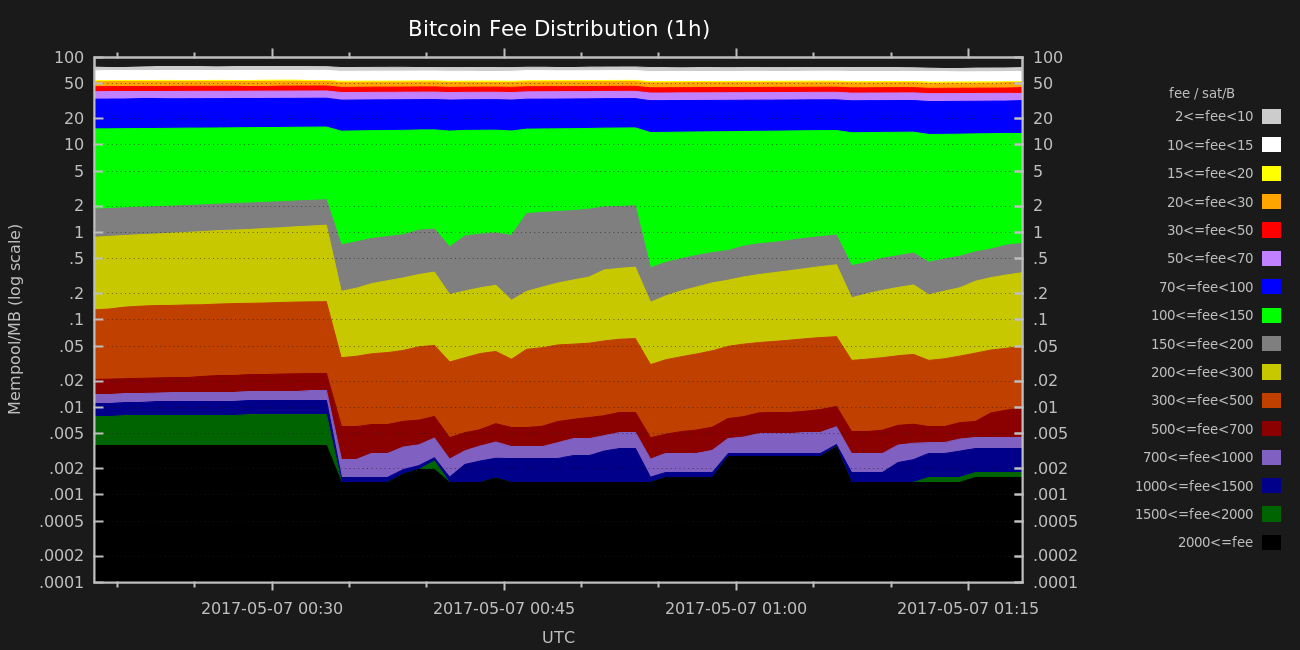 Bitcoin Fee Distribution (1h)
100
50
20
10
5
2
1
.5
.2
.1
.05
.02
.01
.005
.002
.001
.0005
.0002
.0001
Mempool/MB (log scale)
100
50
20
10
5
2
1
.5
.2
.1
.05
.02
.01
.005
.002
.001
.0005
.0002
.0001
2017-05-07 00:30
2017-05-07 00:45
2017-05-07 01:00
2017-05-07 01:15
UTC
fee / sat/B
2<=fee<10
10<=fee<15
15<=fee<20
20<=fee<30
30<=fee<50
50<=fee<70
70<=fee<100
100<=fee<150
150<=fee<200
200<=fee<300
300<=fee<500
500<=fee<700
700<=fee<1000
1000<=fee<1500
1500<=fee<2000
2000<=fee